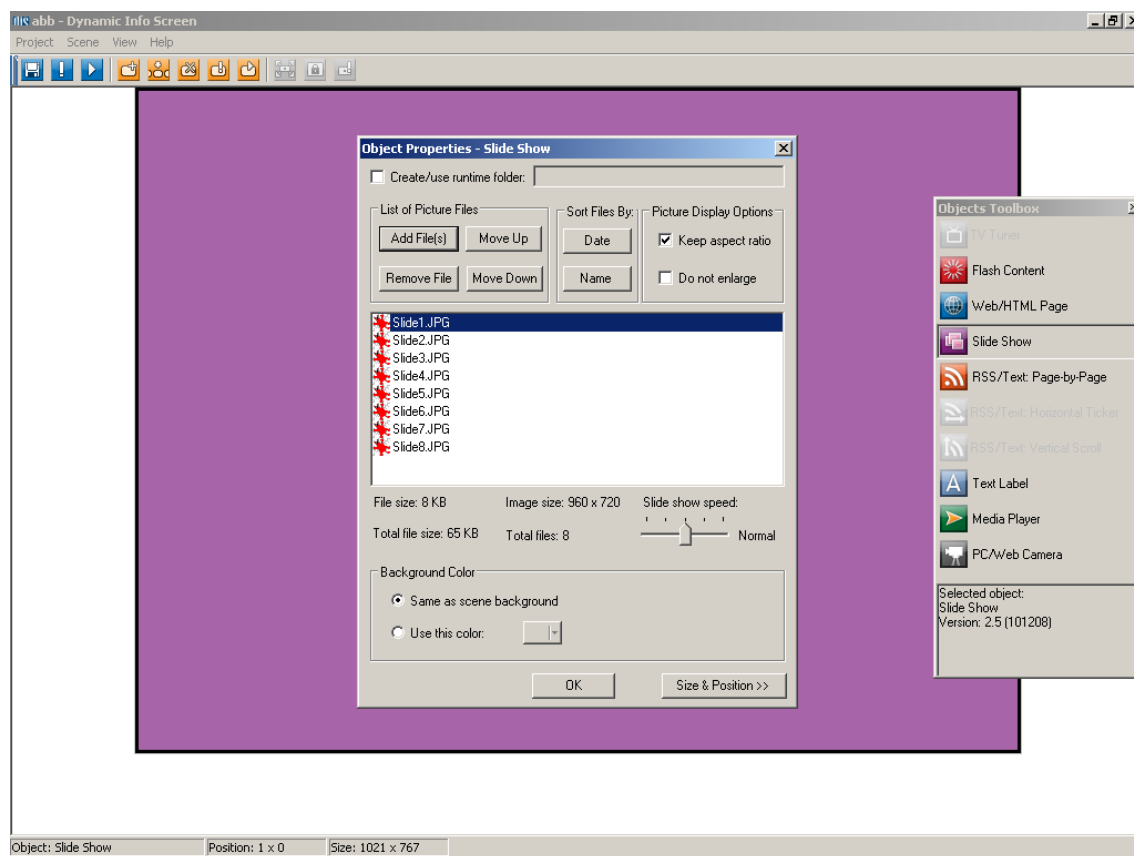 dis abb - Dynamic Info Screen
Project Scene View Help
Object Properties - Slide Show
Create/use runtime folder:
List of Picture Files
Sort Files By:
Picture Display Options
Add File(s)
Move Up
Date
Keep aspect ratio
Remove File
Move Down
Name
Do not enlarge
Slide1.JPG
Slide2.JPG
Slide3.JPG
Slide4.JPG
Slide5.JPG
Slide6.JPG
Slide7.JPG
Slide8.JPG
File size: 8 KB
Image size: 960 x 720
Slide show speed:
Total file size: 65 KB
Total files: 8
Normal
Background Color
Same as scene background
Use this color:
OK
Size & Position >>
Objects Toolbox
TV Tuner
Flash Content
Web/HTML Page
Slide Show
RSS/Text: Page-by-Page
RSS/Text: Horizontal Ticker
RSS/Text: Vertical Scroll
A Text Label
Media Player
PC/Web Camera
Selected object:
Slide Show
Version: 2.5 (101208)
Object: Slide Show
Position: 1 x 0
Size: 1021 x 767